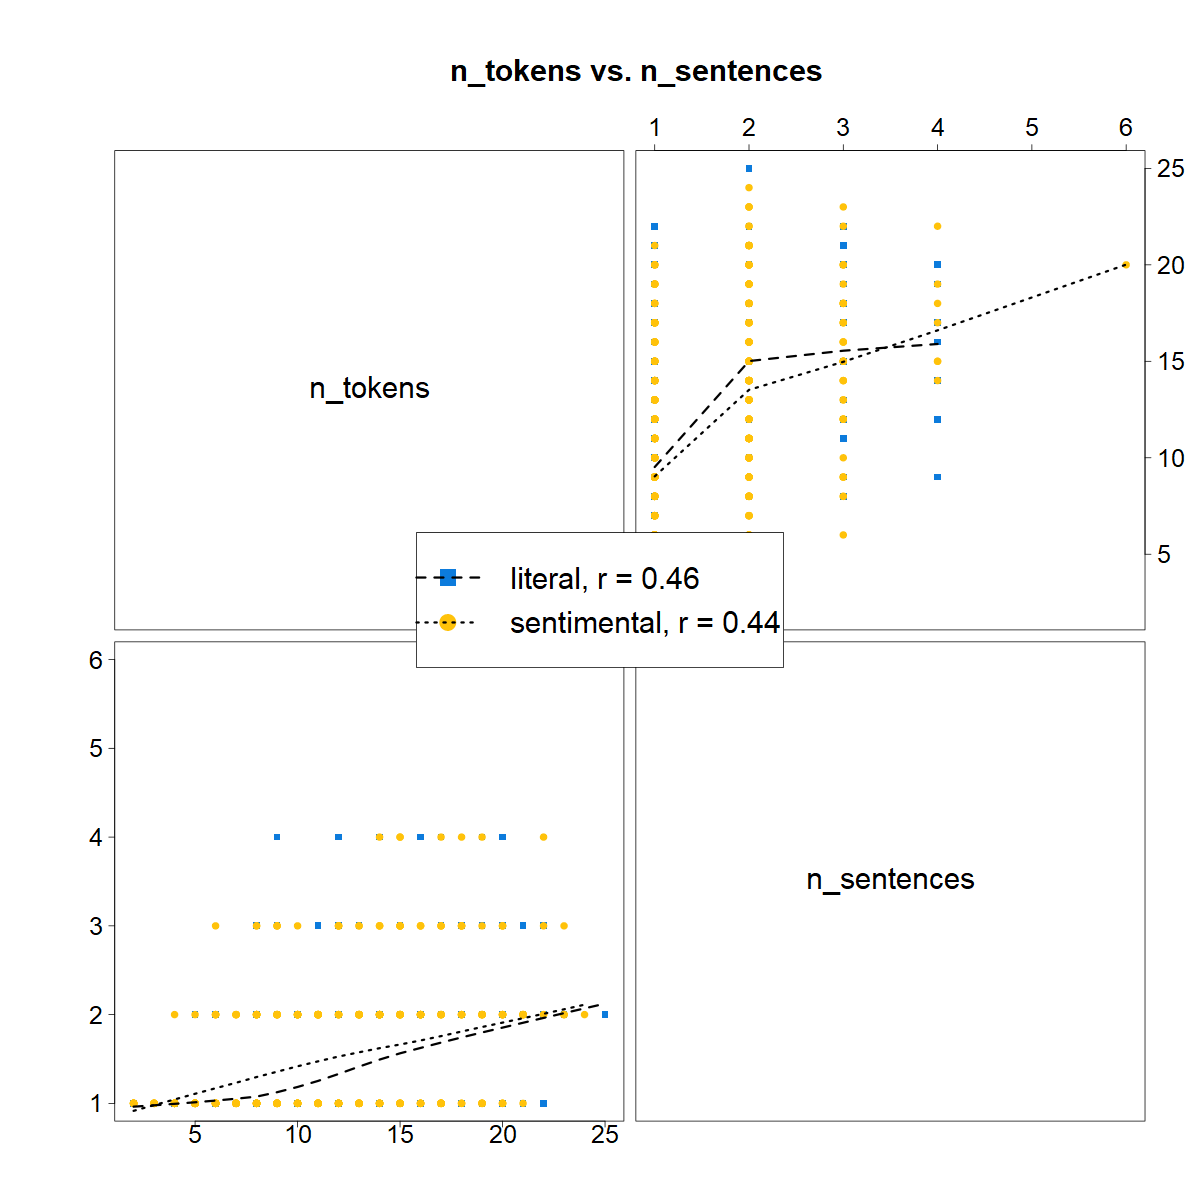 n_tokens vs. n_sentences
1 2 3 4 5 6
25
20
15
10
5
n_tokens
literal, r = 0.46
sentimental, r = 0.44
6
5
4
3
2
1
n_sentences
5 10 15 20 25